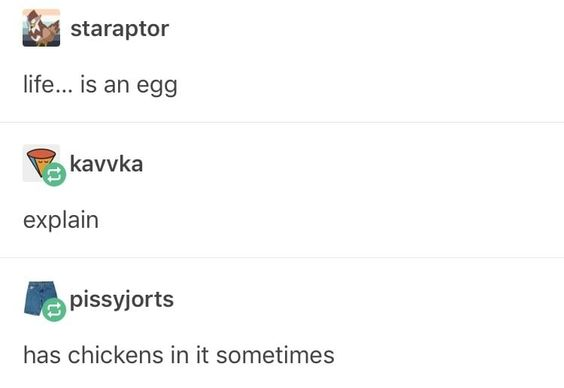 staraptor
life... is an egg
kavvka
explain
pissyjorts
has chickens in it sometimes